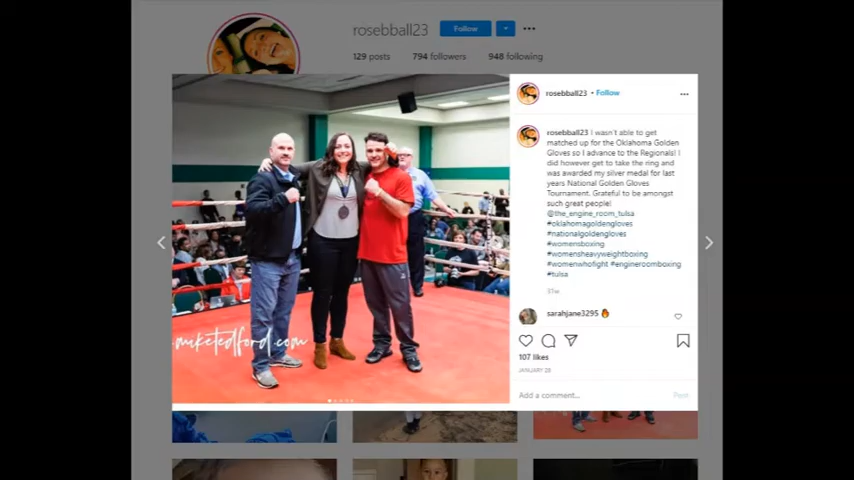 rosebball23 Follow
129 posts 794 followers 948 following
rosebball23 • Follow
rosebball23 I wasn't able to get
matched up for the Oklahoma Golden
Gloves so I advance to the Regionals! I
did however get to take the ring and
was awarded my silver medal for last
years National Golden Gloves
Tournament. Grateful to be amongst
such great people!
@the_engine_room_tulsa
#oklahomagoldengloves
#nationalgoldengloves
#womensboxing
#womensheavyweightboxing
#womenwhofight #engineroomboxing
#tulsa
31w
sarahjane3295
107 likes
JANUARY 28
Add a comment... Post
miketedford.com